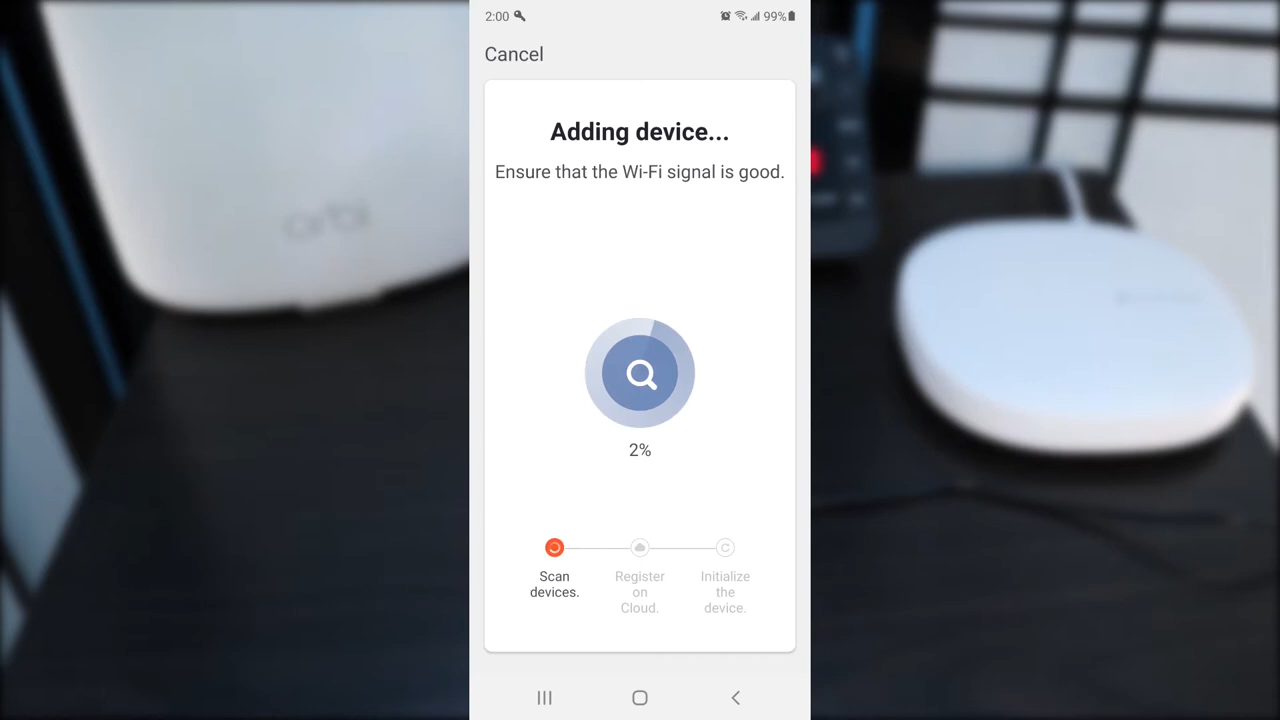 2:00
99%
Cancel
Adding device...
Ensure that the Wi-Fi signal is good.
orbi
2%
Scan
devices.
Register
on
Cloud.
Initialize
the
device.